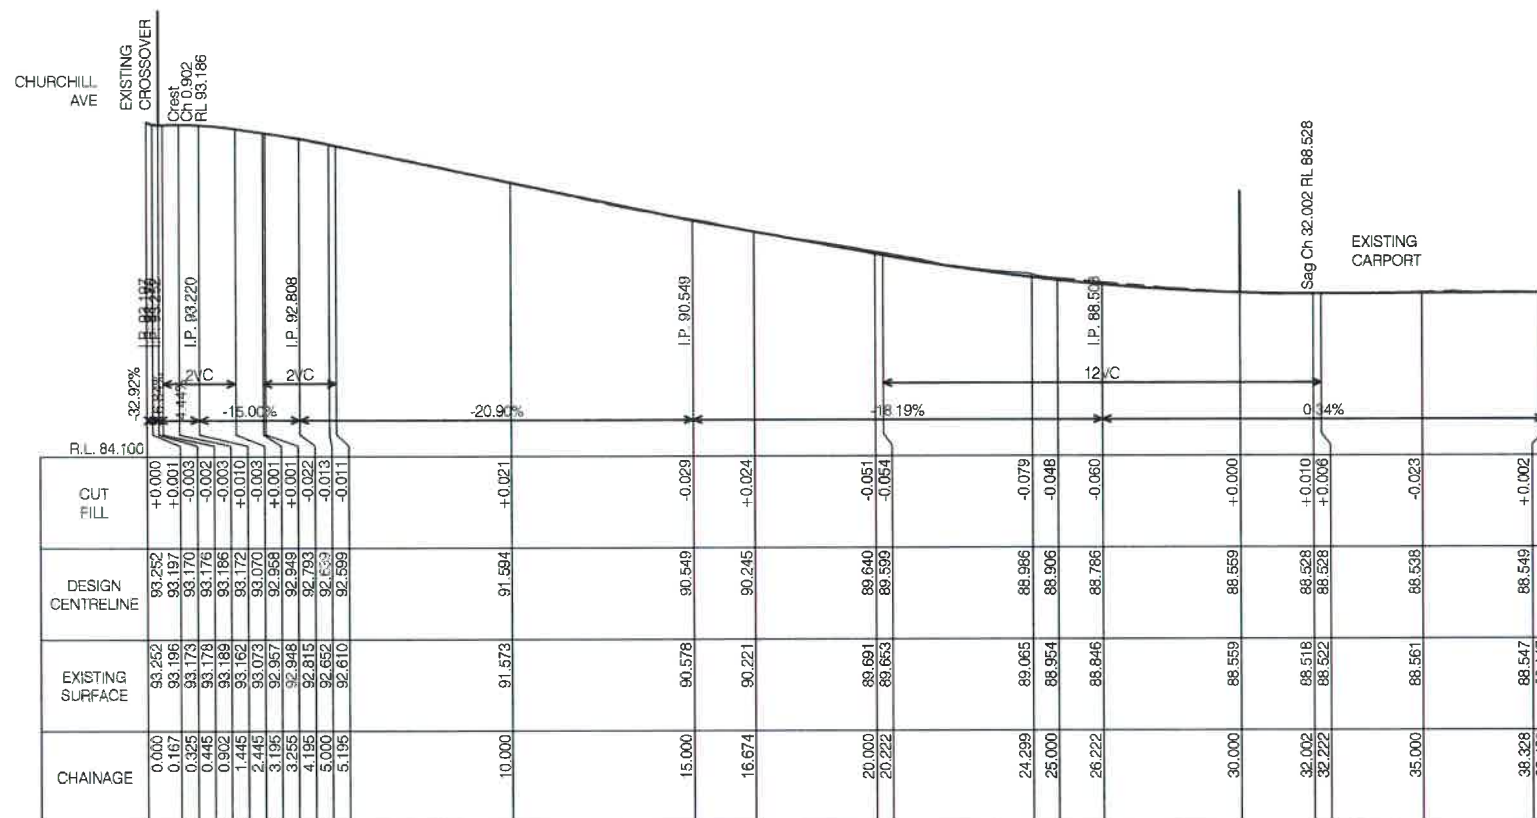 CHURCHILL
AVE
EXISTING
CROSSOVER
Crest
Ch 0.902
RL 93.186
Sag Ch 32.002 RL 88.528
EXISTING
CARPORT
I.P. 93.197
I.P. 93.220
I.P. 92.808
I.P. 90.549
2VC
2VC
12VC
-32.92%
4.44%
-15.00%
-20.90%
-18.19%
0.34%
R.L. 84.100
CUT
FILL
+0.000 +0.001 -0.003 -0.002 -0.003 +0.010 -0.003 +0.001 +0.001 -0.022 -0.013 -0.011 +0.021 -0.029 +0.024 -0.051 -0.054 -0.079 -0.048 -0.060 +0.000 +0.010 +0.006 -0.023 +0.002
DESIGN
CENTRELINE
93.252 93.197 93.170 93.176 93.186 93.172 93.070 92.958 92.949 92.793 92.639 92.599 91.594 90.549 90.245 89.640 89.599 88.986 88.906 88.786 88.559 88.528 88.528 88.538 88.549
EXISTING
SURFACE
93.252 93.196 93.173 93.178 93.189 93.162 93.073 92.957 92.948 92.815 92.652 92.610 91.573 90.578 90.221 89.691 89.653 89.065 88.954 88.846 88.559 88.518 88.522 88.561 88.547
CHAINAGE
0.000 0.167 0.325 0.445 0.902 1.445 2.445 3.195 3.255 4.195 5.000 5.195 10.000 15.000 16.674 20.000 20.222 24.299 25.000 26.222 30.000 32.002 32.222 35.000 38.328